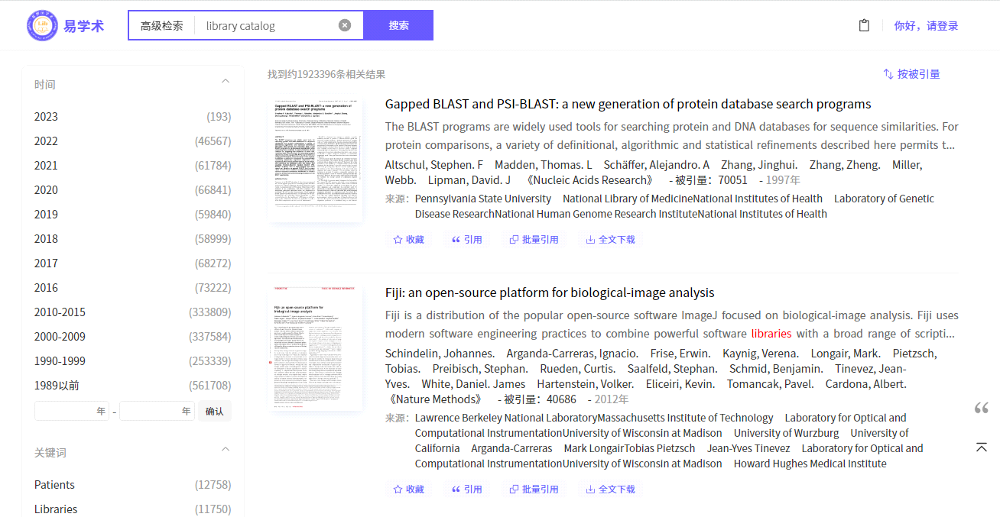 易学术
高级检索
library catalog
搜索
你好，请登录
时间
2023 (193)
2022 (46567)
2021 (61784)
2020 (66841)
2019 (59840)
2018 (58999)
2017 (68272)
2016 (73222)
2010-2015 (333809)
2000-2009 (337584)
1990-1999 (253339)
1989以前 (561708)
年 - 年 确认
关键词
Patients (12758)
Libraries (11750)
找到约1923396条相关结果
按被引量
Gapped BLAST and PSI-BLAST: a new generation of protein database search programs
The BLAST programs are widely used tools for searching protein and DNA databases for sequence similarities. For
protein comparisons, a variety of definitional, algorithmic and statistical refinements described here permits t...
Altschul, Stephen. F Madden, Thomas. L Schäffer, Alejandro. A Zhang, Jinghui. Zhang, Zheng. Miller,
Webb. Lipman, David. J 《Nucleic Acids Research》 - 被引量：70051 - 1997年
来源： Pennsylvania State University National Library of MedicineNational Institutes of Health Laboratory of Genetic
Disease ResearchNational Human Genome Research InstituteNational Institutes of Health
收藏 引用 批量引用 全文下载
Fiji: an open-source platform for biological-image analysis
Fiji is a distribution of the popular open-source software ImageJ focused on biological-image analysis. Fiji uses
modern software engineering practices to combine powerful software libraries with a broad range of scripti...
Schindelin, Johannes. Arganda-Carreras, Ignacio. Frise, Erwin. Kaynig, Verena. Longair, Mark. Pietzsch,
Tobias. Preibisch, Stephan. Rueden, Curtis. Saalfeld, Stephan. Schmid, Benjamin. Tinevez, Jean-
Yves. White, Daniel. James Hartenstein, Volker. Eliceiri, Kevin. Tomancak, Pavel. Cardona, Albert.
《Nature Methods》 - 被引量：40686 - 2012年
来源： Lawrence Berkeley National LaboratoryMassachusetts Institute of Technology Laboratory for Optical and
Computational InstrumentationUniversity of Wisconsin at Madison University of Wurzburg University of
California Arganda-Carreras Mark LongairTobias Pietzsch Jean-Yves Tinevez Laboratory for Optical and
Computational InstrumentationUniversity of Wisconsin at Madison Howard Hughes Medical Institute
收藏 引用 批量引用 全文下载